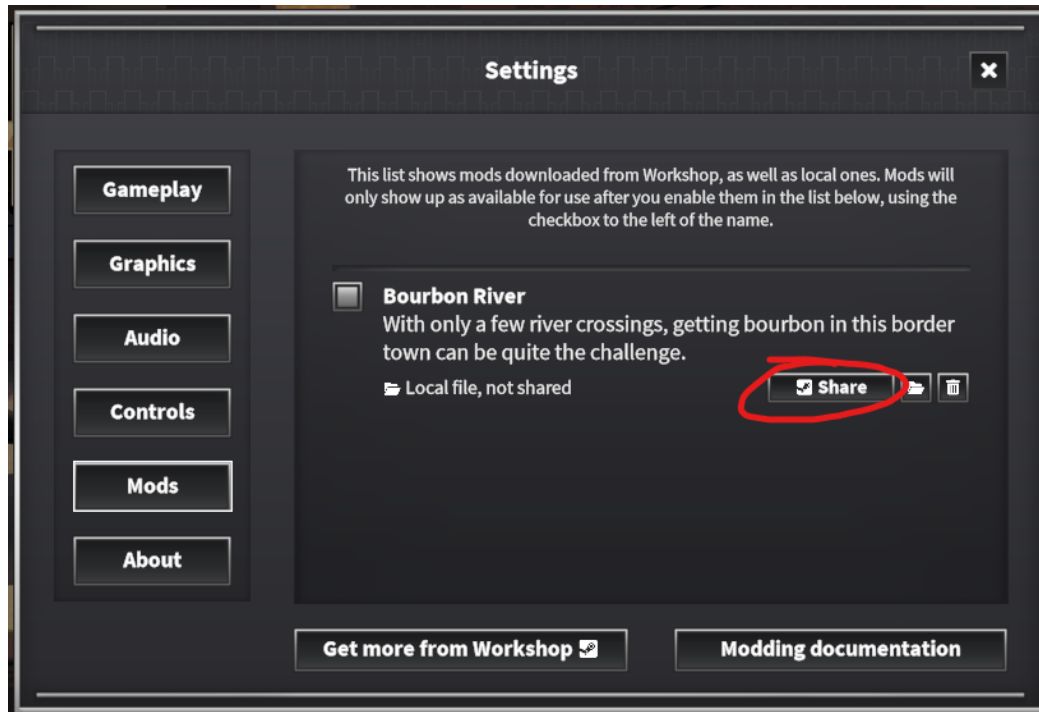 Settings
Gameplay
Graphics
Audio
Controls
Mods
About
This list shows mods downloaded from Workshop, as well as local ones. Mods will
only show up as available for use after you enable them in the list below, using the
checkbox to the left of the name.
Bourbon River
With only a few river crossings, getting bourbon in this border
town can be quite the challenge.
Local file, not shared
Share
Get more from Workshop
Modding documentation